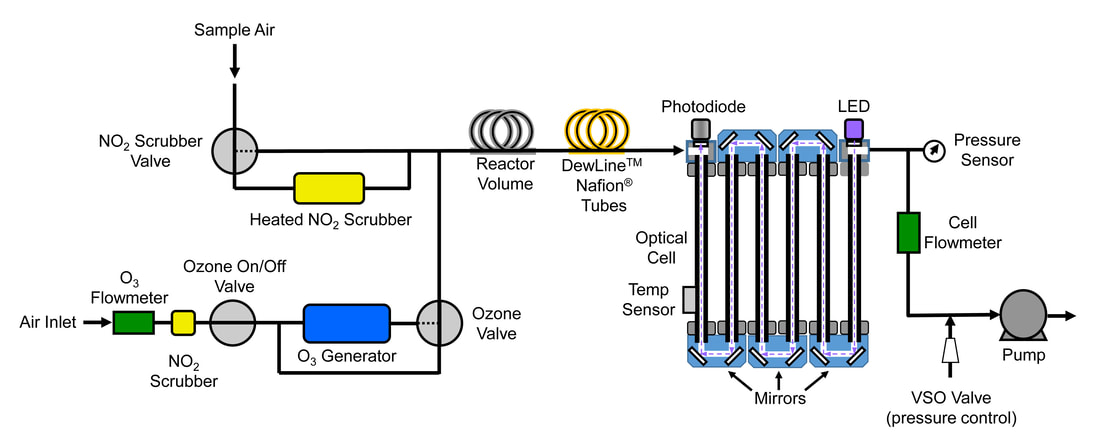 Sample Air
NO₂ Scrubber
Valve
Heated NO₂ Scrubber
Reactor
Volume
DewLine™
Nafion®
Tubes
Photodiode
LED
Pressure
Sensor
Optical
Cell
Cell
Flowmeter
Temp
Sensor
O₃
Flowmeter
Ozone On/Off
Valve
Air Inlet
NO₂
Scrubber
O₃ Generator
Ozone
Valve
Pump
Mirrors
VSO Valve
(pressure control)